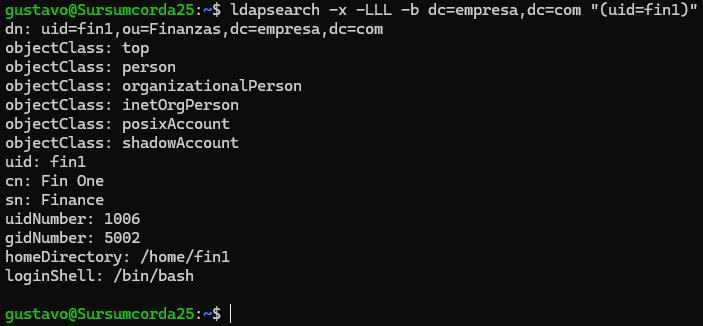 gustavo@Sursumcorda25:~$ ldapsearch -x -LLL -b dc=empresa,dc=com "(uid=fin1)"
dn: uid=fin1,ou=Finanzas,dc=empresa,dc=com
objectClass: top
objectClass: person
objectClass: organizationalPerson
objectClass: inetOrgPerson
objectClass: posixAccount
objectClass: shadowAccount
uid: fin1
cn: Fin One
sn: Finance
uidNumber: 1006
gidNumber: 5002
homeDirectory: /home/fin1
loginShell: /bin/bash
gustavo@Sursumcorda25:~$